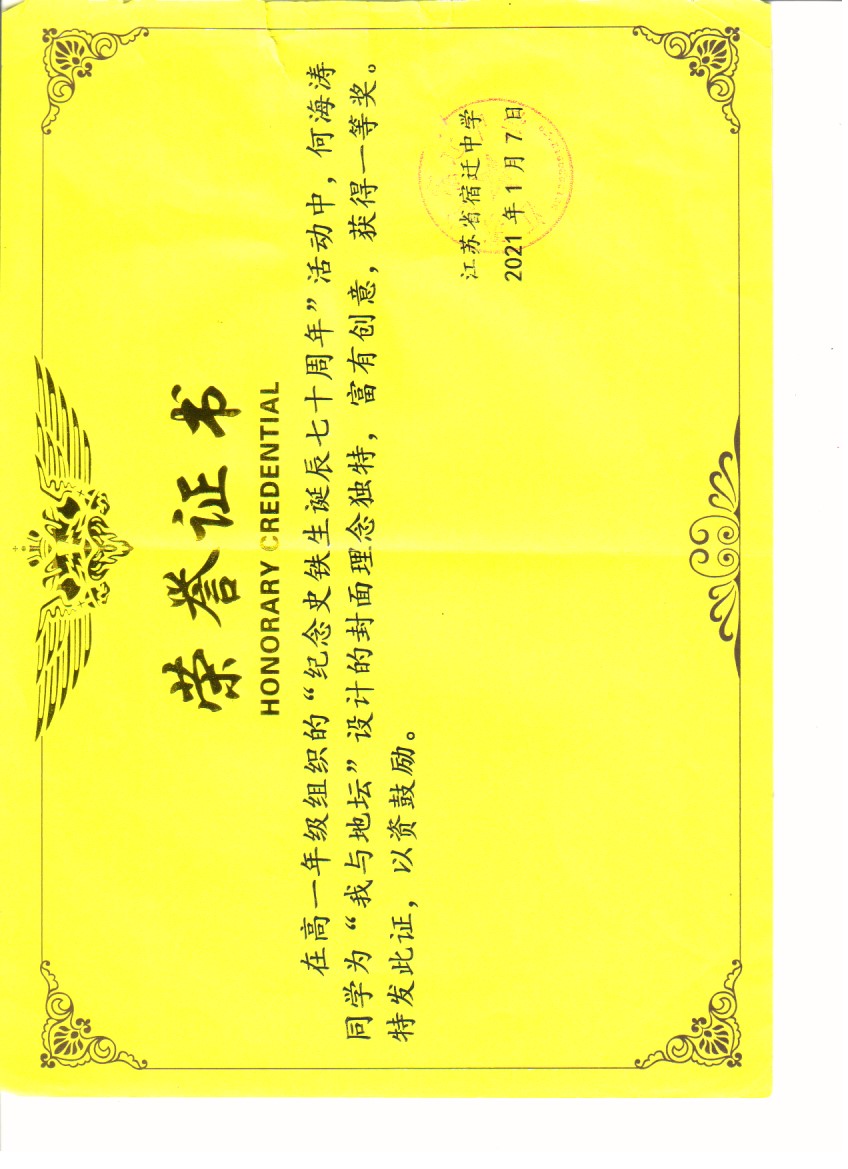 荣誉证书
HONORARY CREDENTIAL
在高一年级组织的“纪念史铁生诞辰七十周年”活动中，何海涛
同学为“我与地坛”设计的封面理念独特，富有创意，获得一等奖。
特发此证，以资鼓励。
江苏省宿迁中学
2021年1月7日